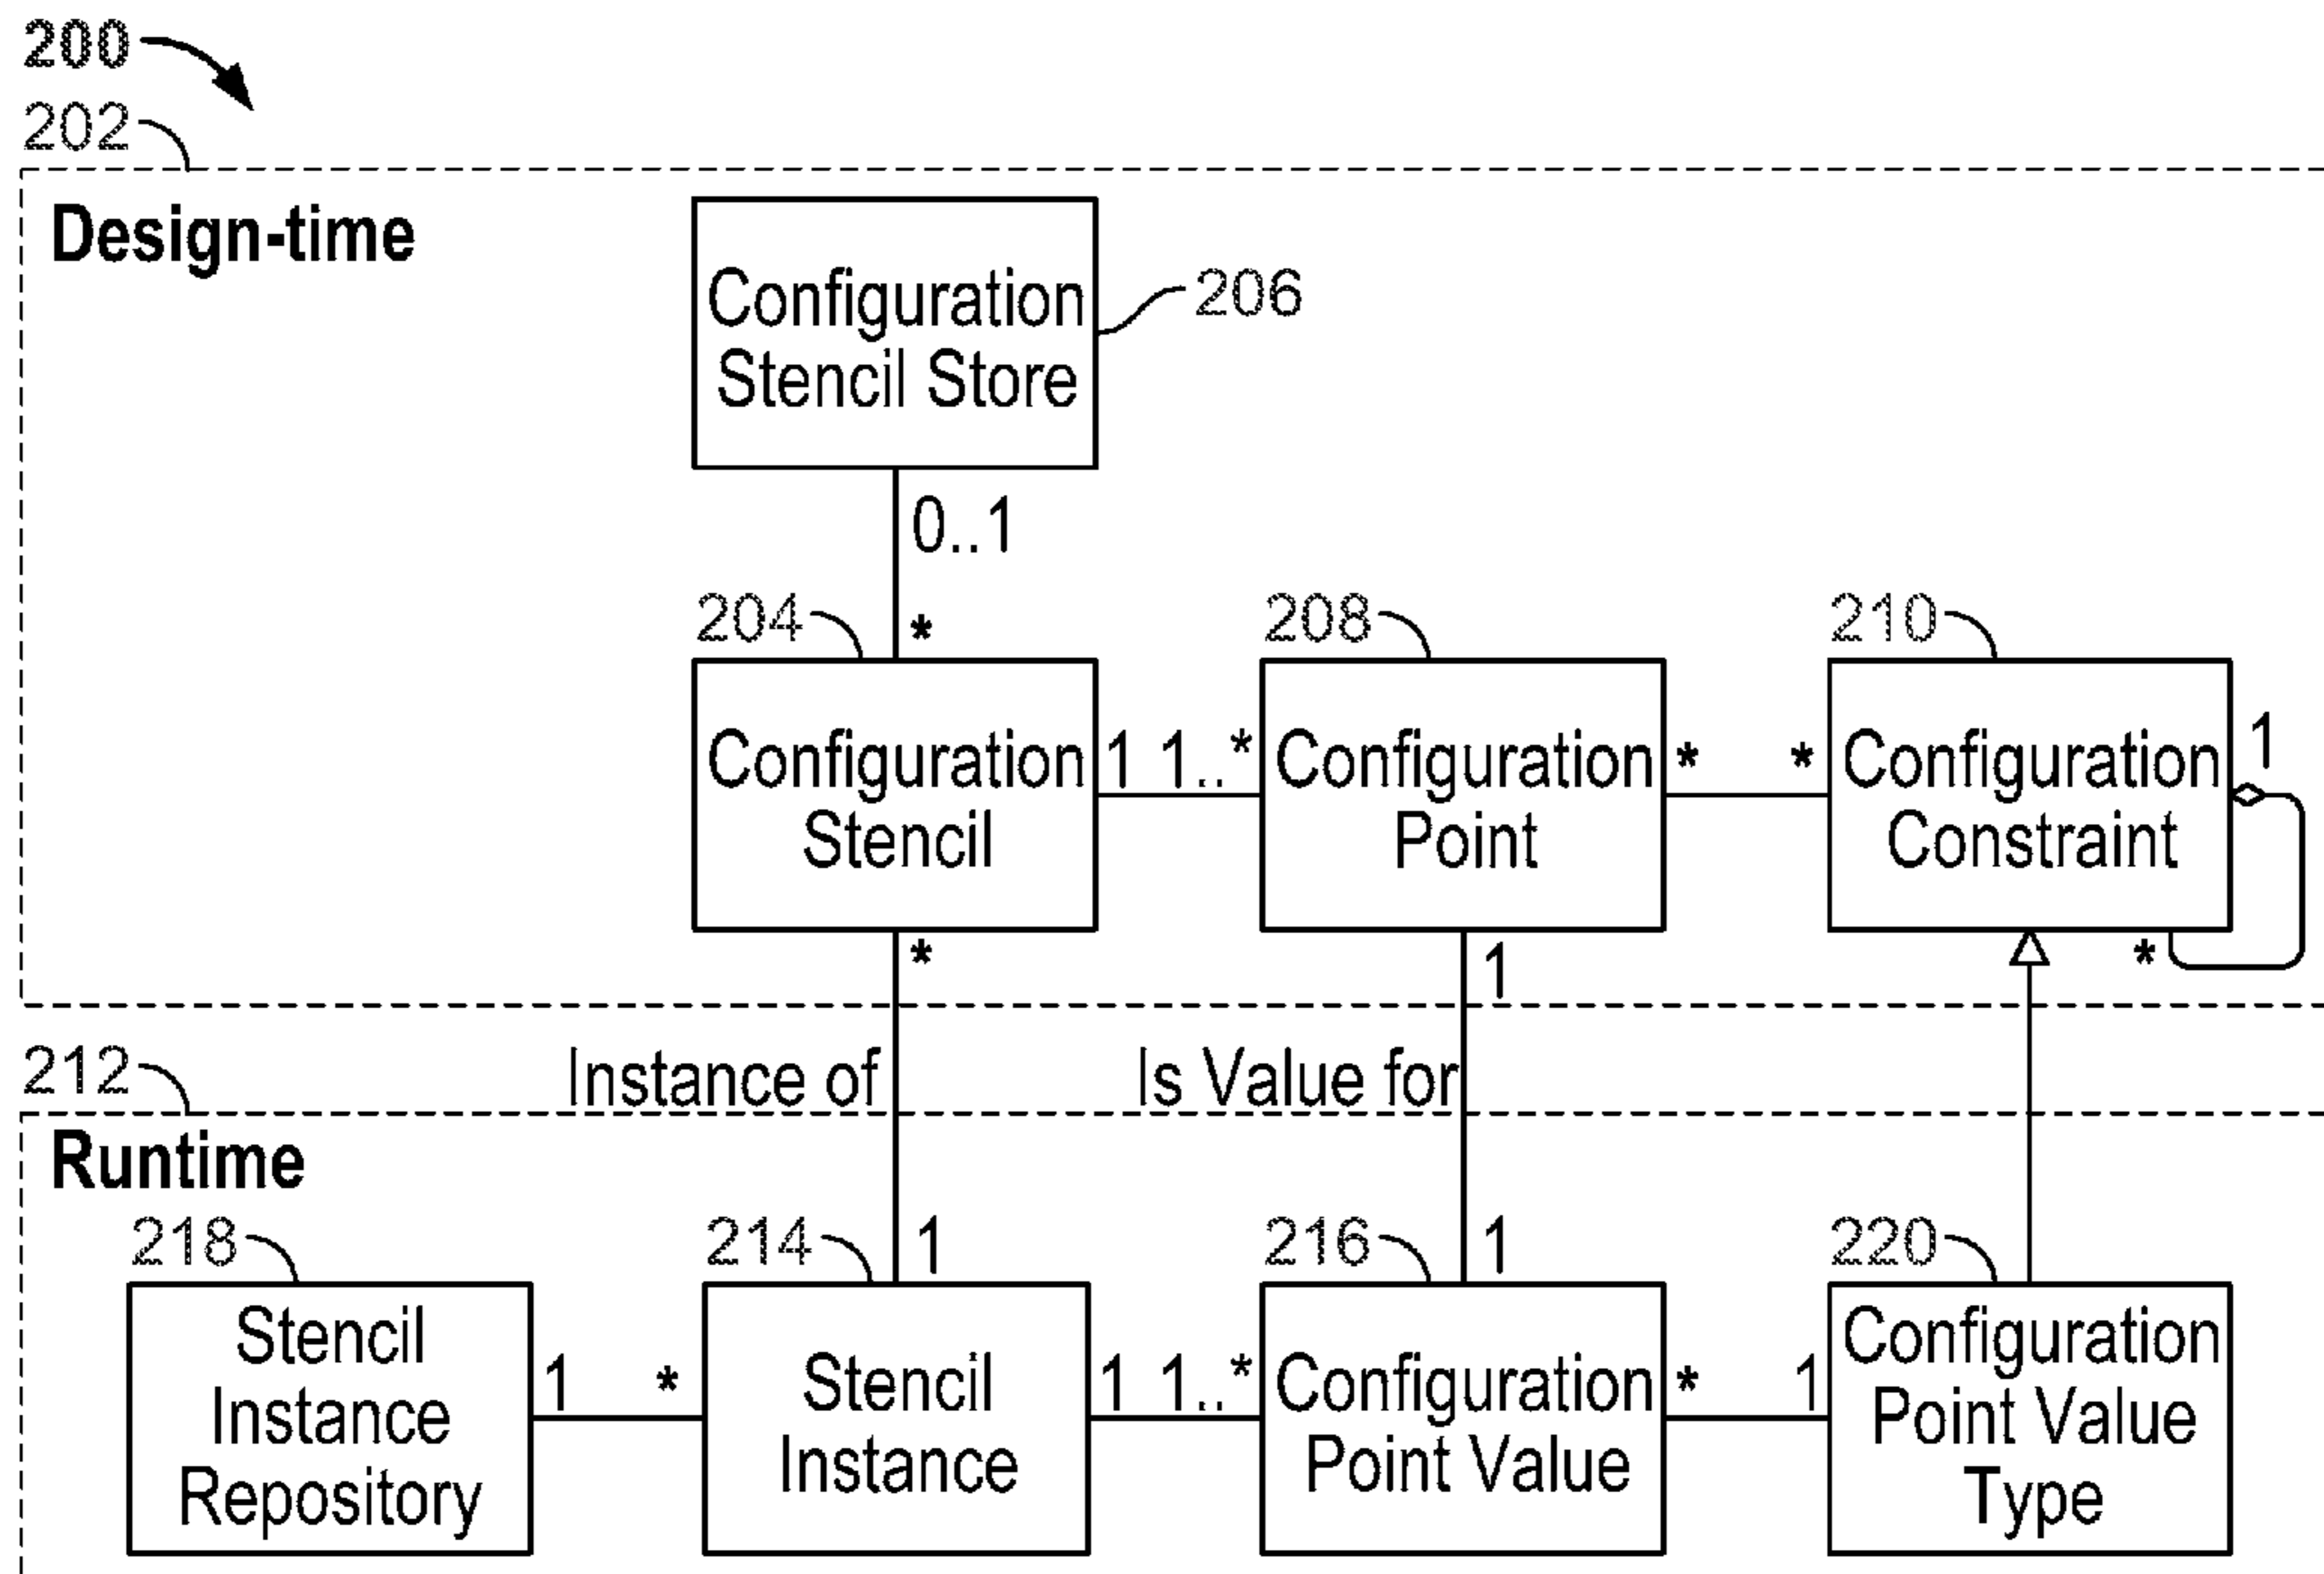 200
202
Design-time
Configuration
Stencil Store
206
0..1
*
204
208
210
Configuration
Stencil
1 1..*
Configuration
Point
* *
Configuration
Constraint
1
*
*
1
Instance of
Is Value for
212
Runtime
218
214
1
216
1
220
Stencil
Instance
Repository
1 *
Stencil
Instance
1 1..*
Configuration
Point Value
* 1
Configuration
Point Value
Type